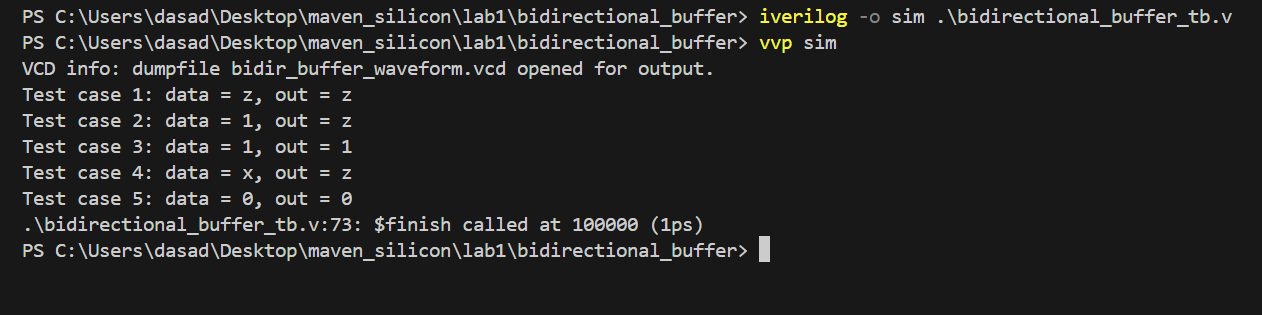 PS C:\Users\dasad\Desktop\maven_silicon\lab1\bidirectional_buffer> iverilog -o sim .\bidirectional_buffer_tb.v
PS C:\Users\dasad\Desktop\maven_silicon\lab1\bidirectional_buffer> vvp sim
VCD info: dumpfile bidir_buffer_waveform.vcd opened for output.
Test case 1: data = z, out = z
Test case 2: data = 1, out = z
Test case 3: data = 1, out = 1
Test case 4: data = x, out = z
Test case 5: data = 0, out = 0
.\bidirectional_buffer_tb.v:73: $finish called at 100000 (1ps)
PS C:\Users\dasad\Desktop\maven_silicon\lab1\bidirectional_buffer>